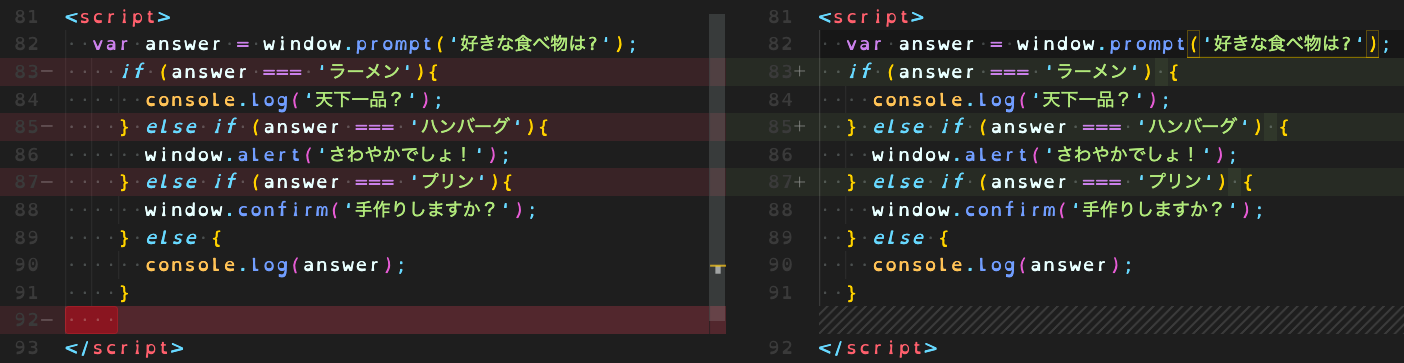 81 <script>
82 var answer = window.prompt('好きな食べ物は?');
83- if (answer === 'ラーメン'){
84 console.log('天下一品？');
85- } else if (answer === 'ハンバーグ'){
86 window.alert('さわやかでしょ！');
87- } else if (answer === 'プリン'){
88 window.confirm('手作りしますか？');
89 } else {
90 console.log(answer);
91 }
92-
93 </script>
81 <script>
82 var answer = window.prompt('好きな食べ物は?');
83+ if (answer === 'ラーメン') {
84 console.log('天下一品？');
85+ } else if (answer === 'ハンバーグ') {
86 window.alert('さわやかでしょ！');
87+ } else if (answer === 'プリン') {
88 window.confirm('手作りしますか？');
89 } else {
90 console.log(answer);
91 }
92 </script>